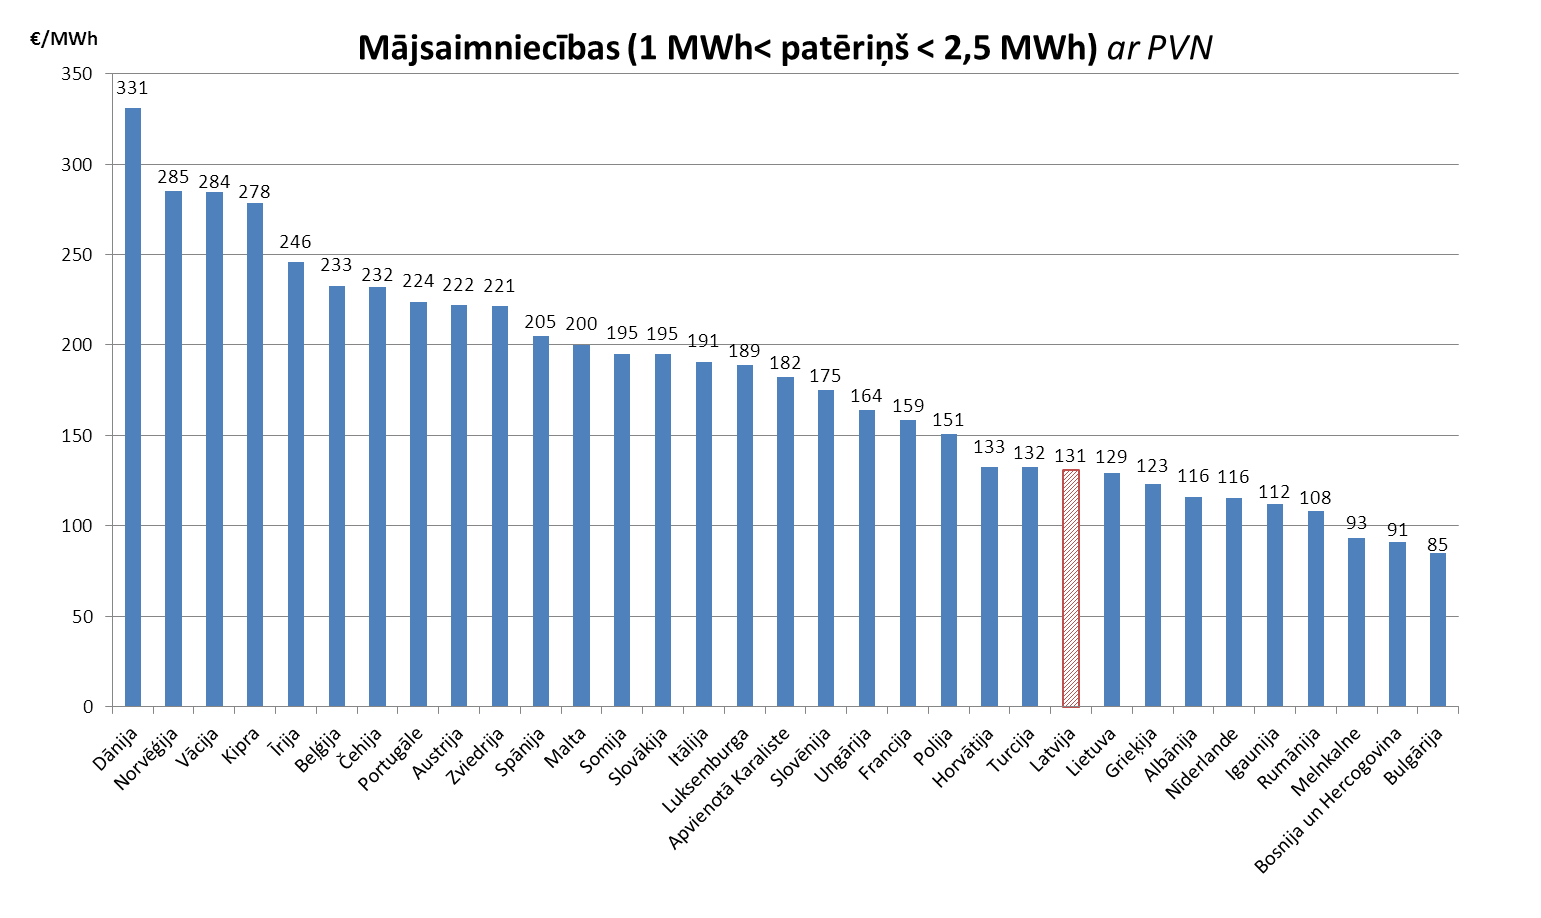 €/MWh
Mājsaimniecības (1 MWh< patēriņš < 2,5 MWh) ar PVN
350
300
250
200
150
100
50
0
331
285
284
278
246
233
232
224
222
221
205
200
195
195
191
189
182
175
164
159
151
133
132
131
129
123
116
116
112
108
93
91
85
Dānija
Norvēģija
Vācija
Kipra
Īrija
Beļģija
Čehija
Portugāle
Austrija
Zviedrija
Spānija
Malta
Somija
Slovākija
Itālija
Luksemburga
Apvienotā Karaliste
Slovēnija
Ungārija
Francija
Polija
Horvātija
Turcija
Latvija
Lietuva
Grieķija
Albānija
Nīderlande
Igaunija
Rumānija
Melnkalne
Bosnija un Hercogovina
Bulgārija